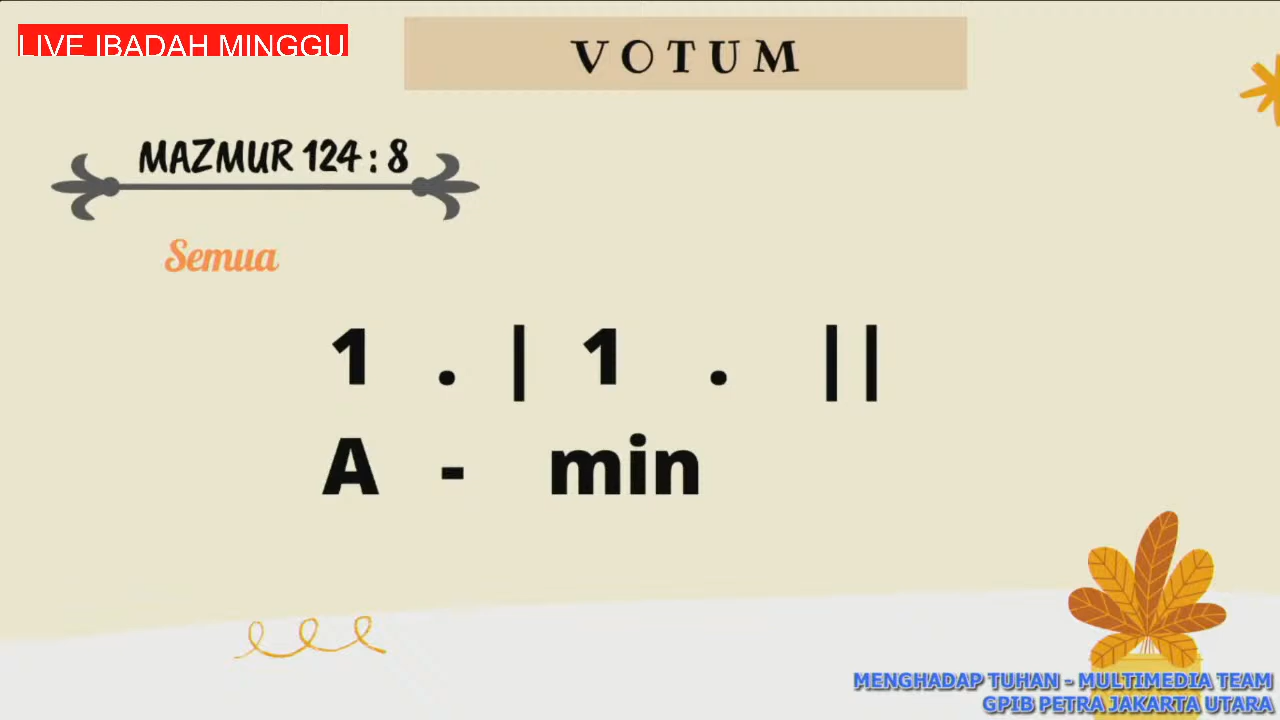 LIVE IBADAH MINGGU
VOTUM
MAZMUR 124 : 8
Semua
1 . | 1 . ||
A - min
MENGHADAP TUHAN - MULTIMEDIA TEAM
GPIB PETRA JAKARTA UTARA